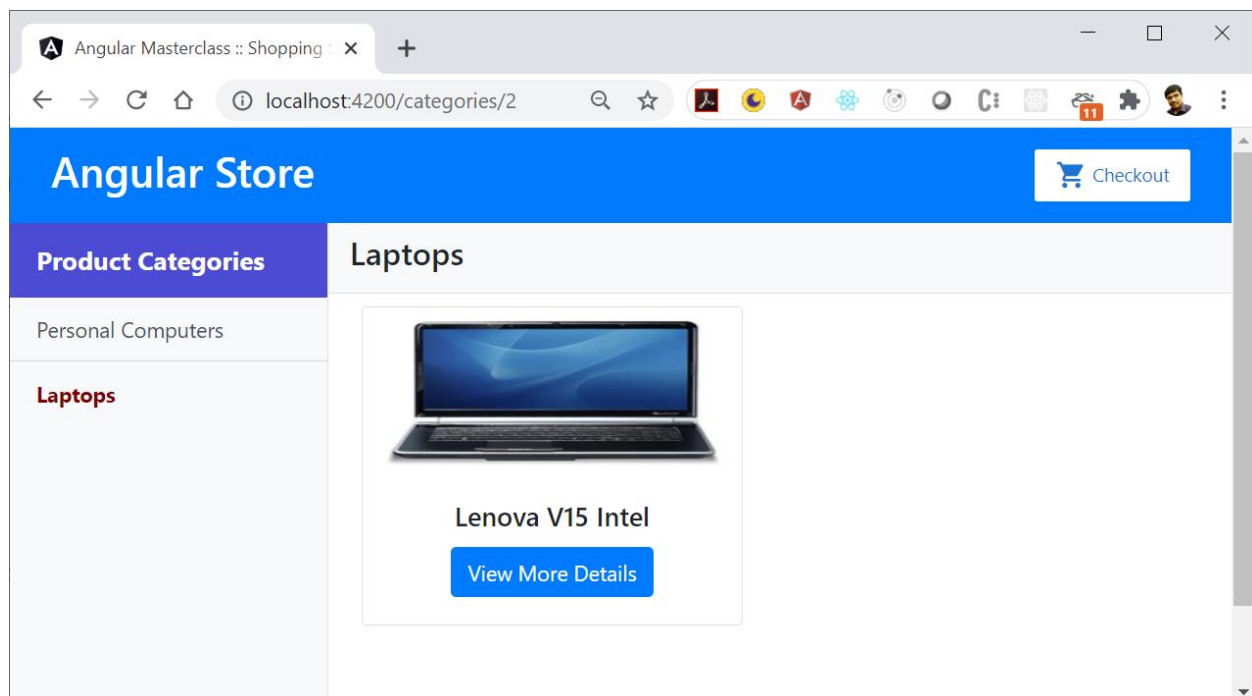 Angular Masterclass :: Shopping
localhost:4200/categories/2
11
Angular Store
Checkout
Product Categories
Laptops
Personal Computers
Laptops
Lenova V15 Intel
View More Details